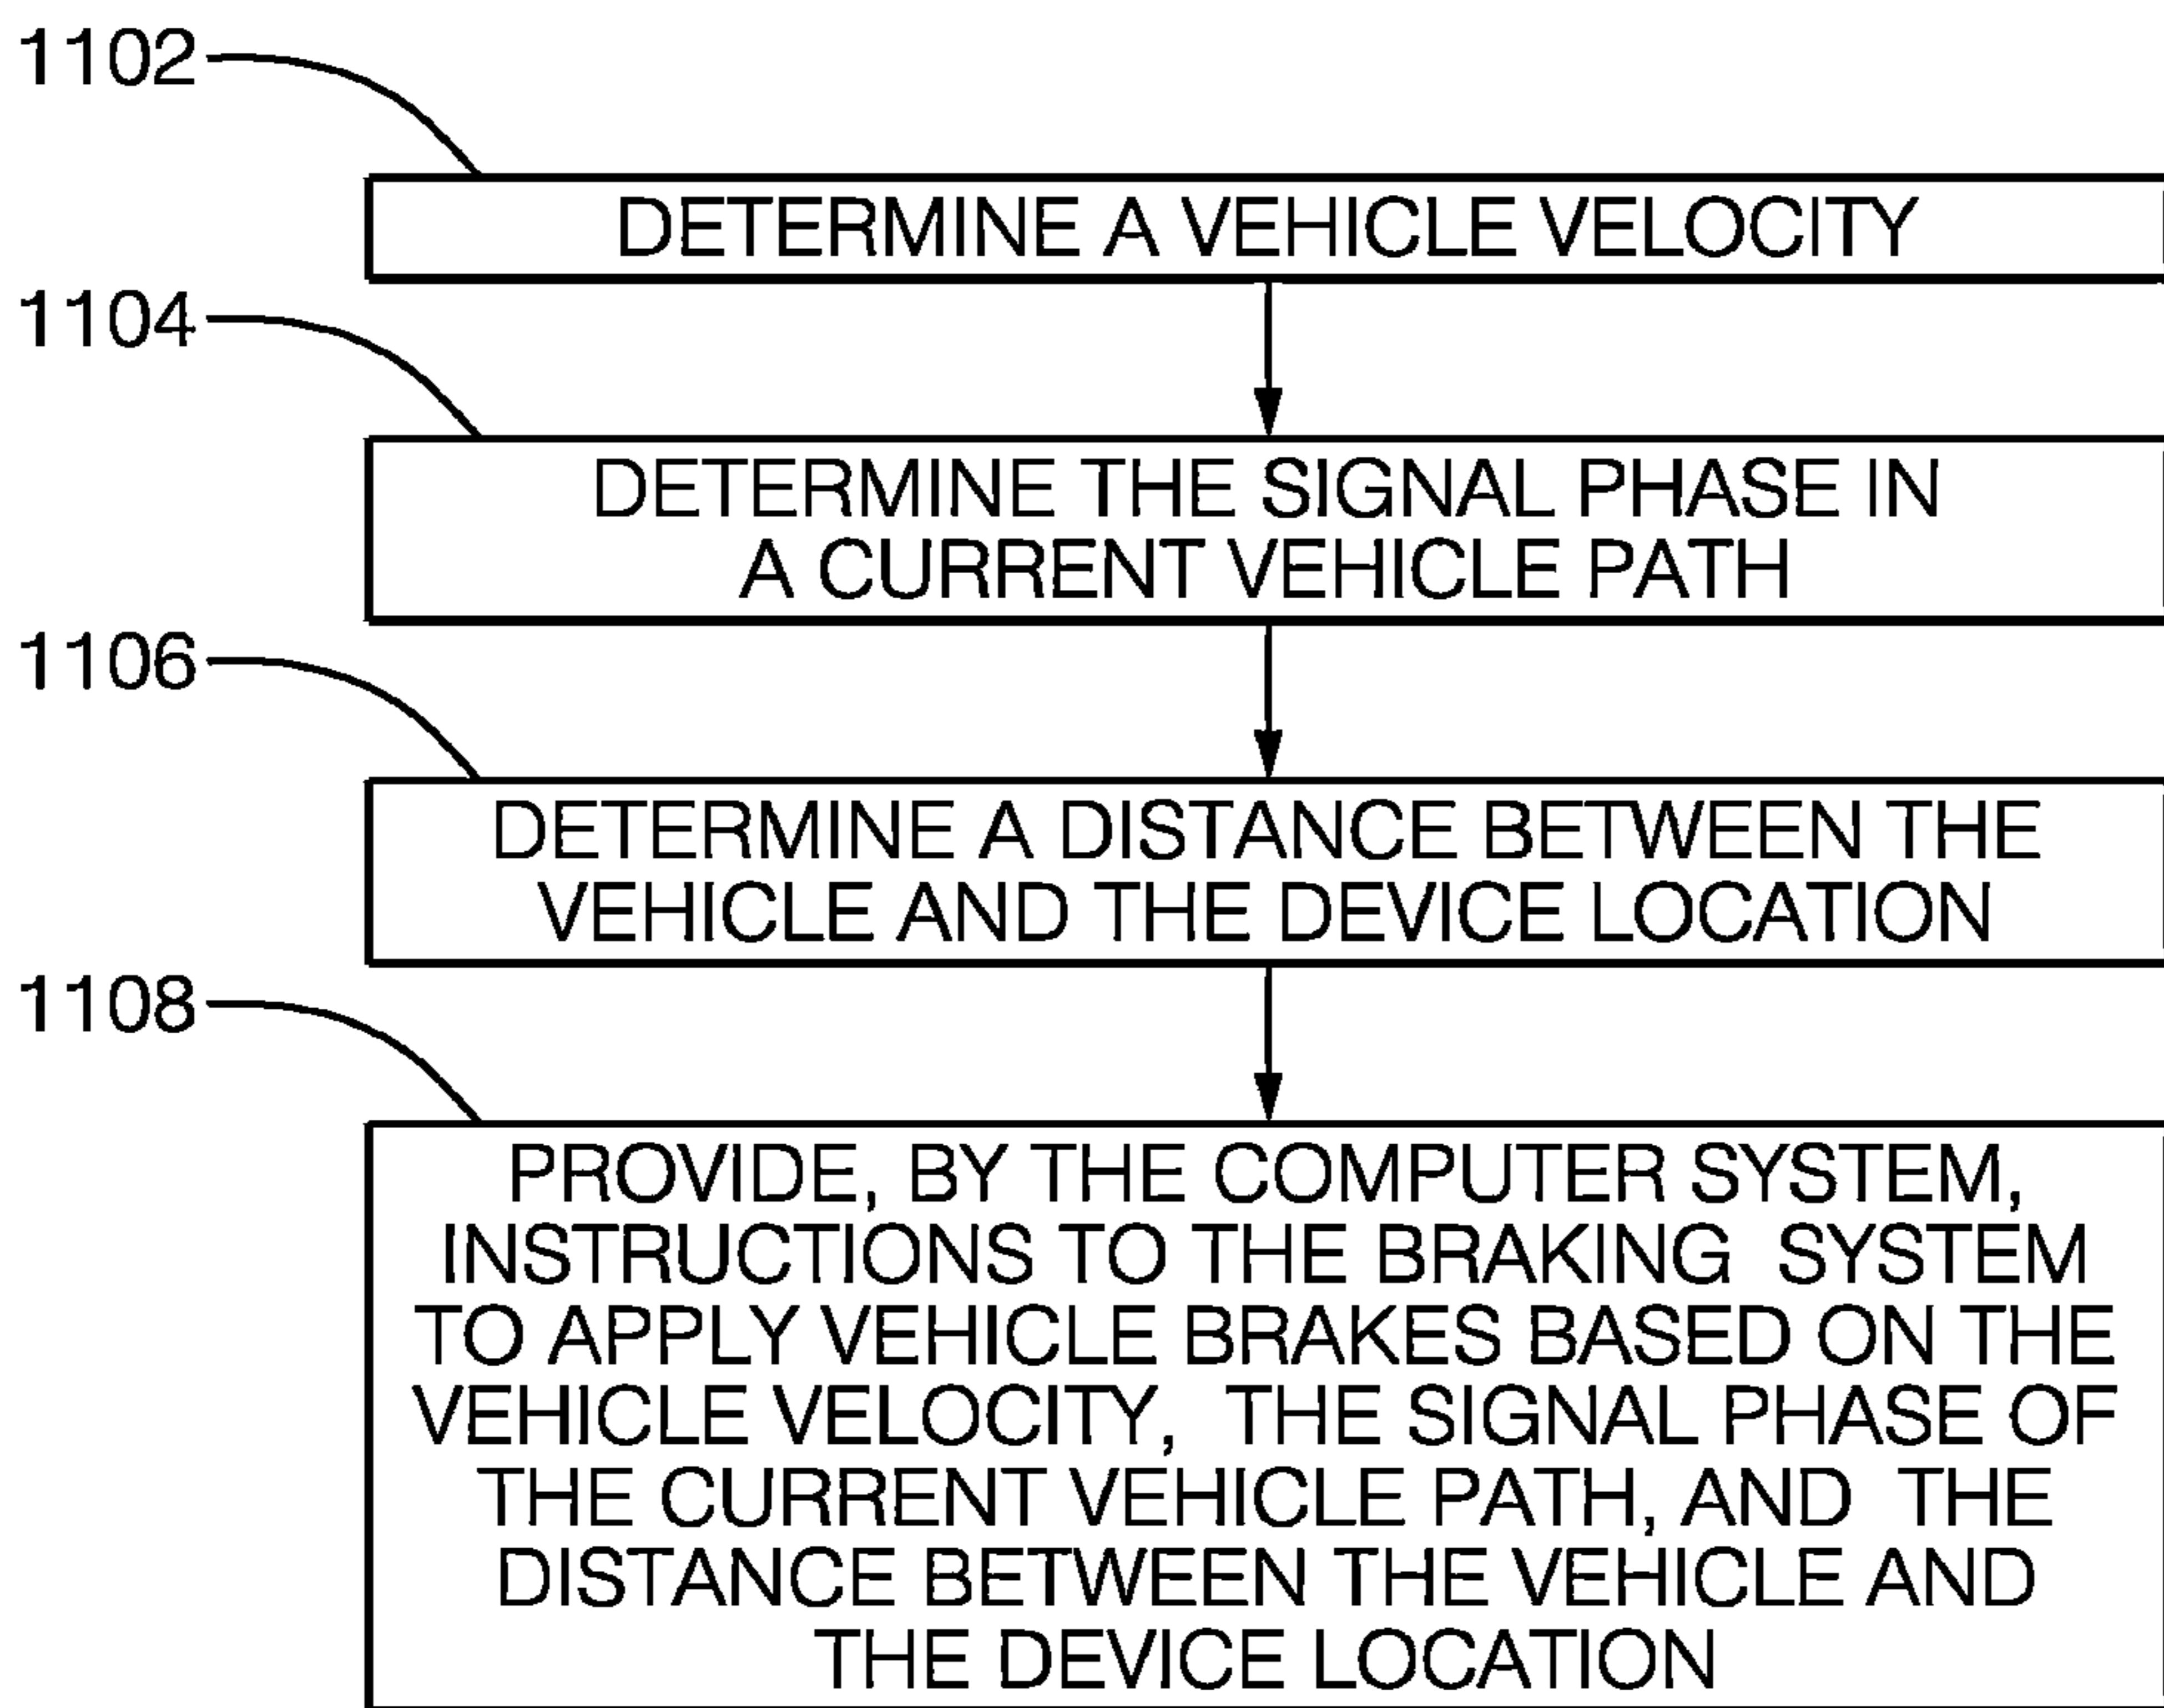 1102
DETERMINE A VEHICLE VELOCITY
1104
DETERMINE THE SIGNAL PHASE IN
A CURRENT VEHICLE PATH
1106
DETERMINE A DISTANCE BETWEEN THE
VEHICLE AND THE DEVICE LOCATION
1108
PROVIDE, BY THE COMPUTER SYSTEM,
INSTRUCTIONS TO THE BRAKING SYSTEM
TO APPLY VEHICLE BRAKES BASED ON THE
VEHICLE VELOCITY, THE SIGNAL PHASE OF
THE CURRENT VEHICLE PATH, AND THE
DISTANCE BETWEEN THE VEHICLE AND
THE DEVICE LOCATION